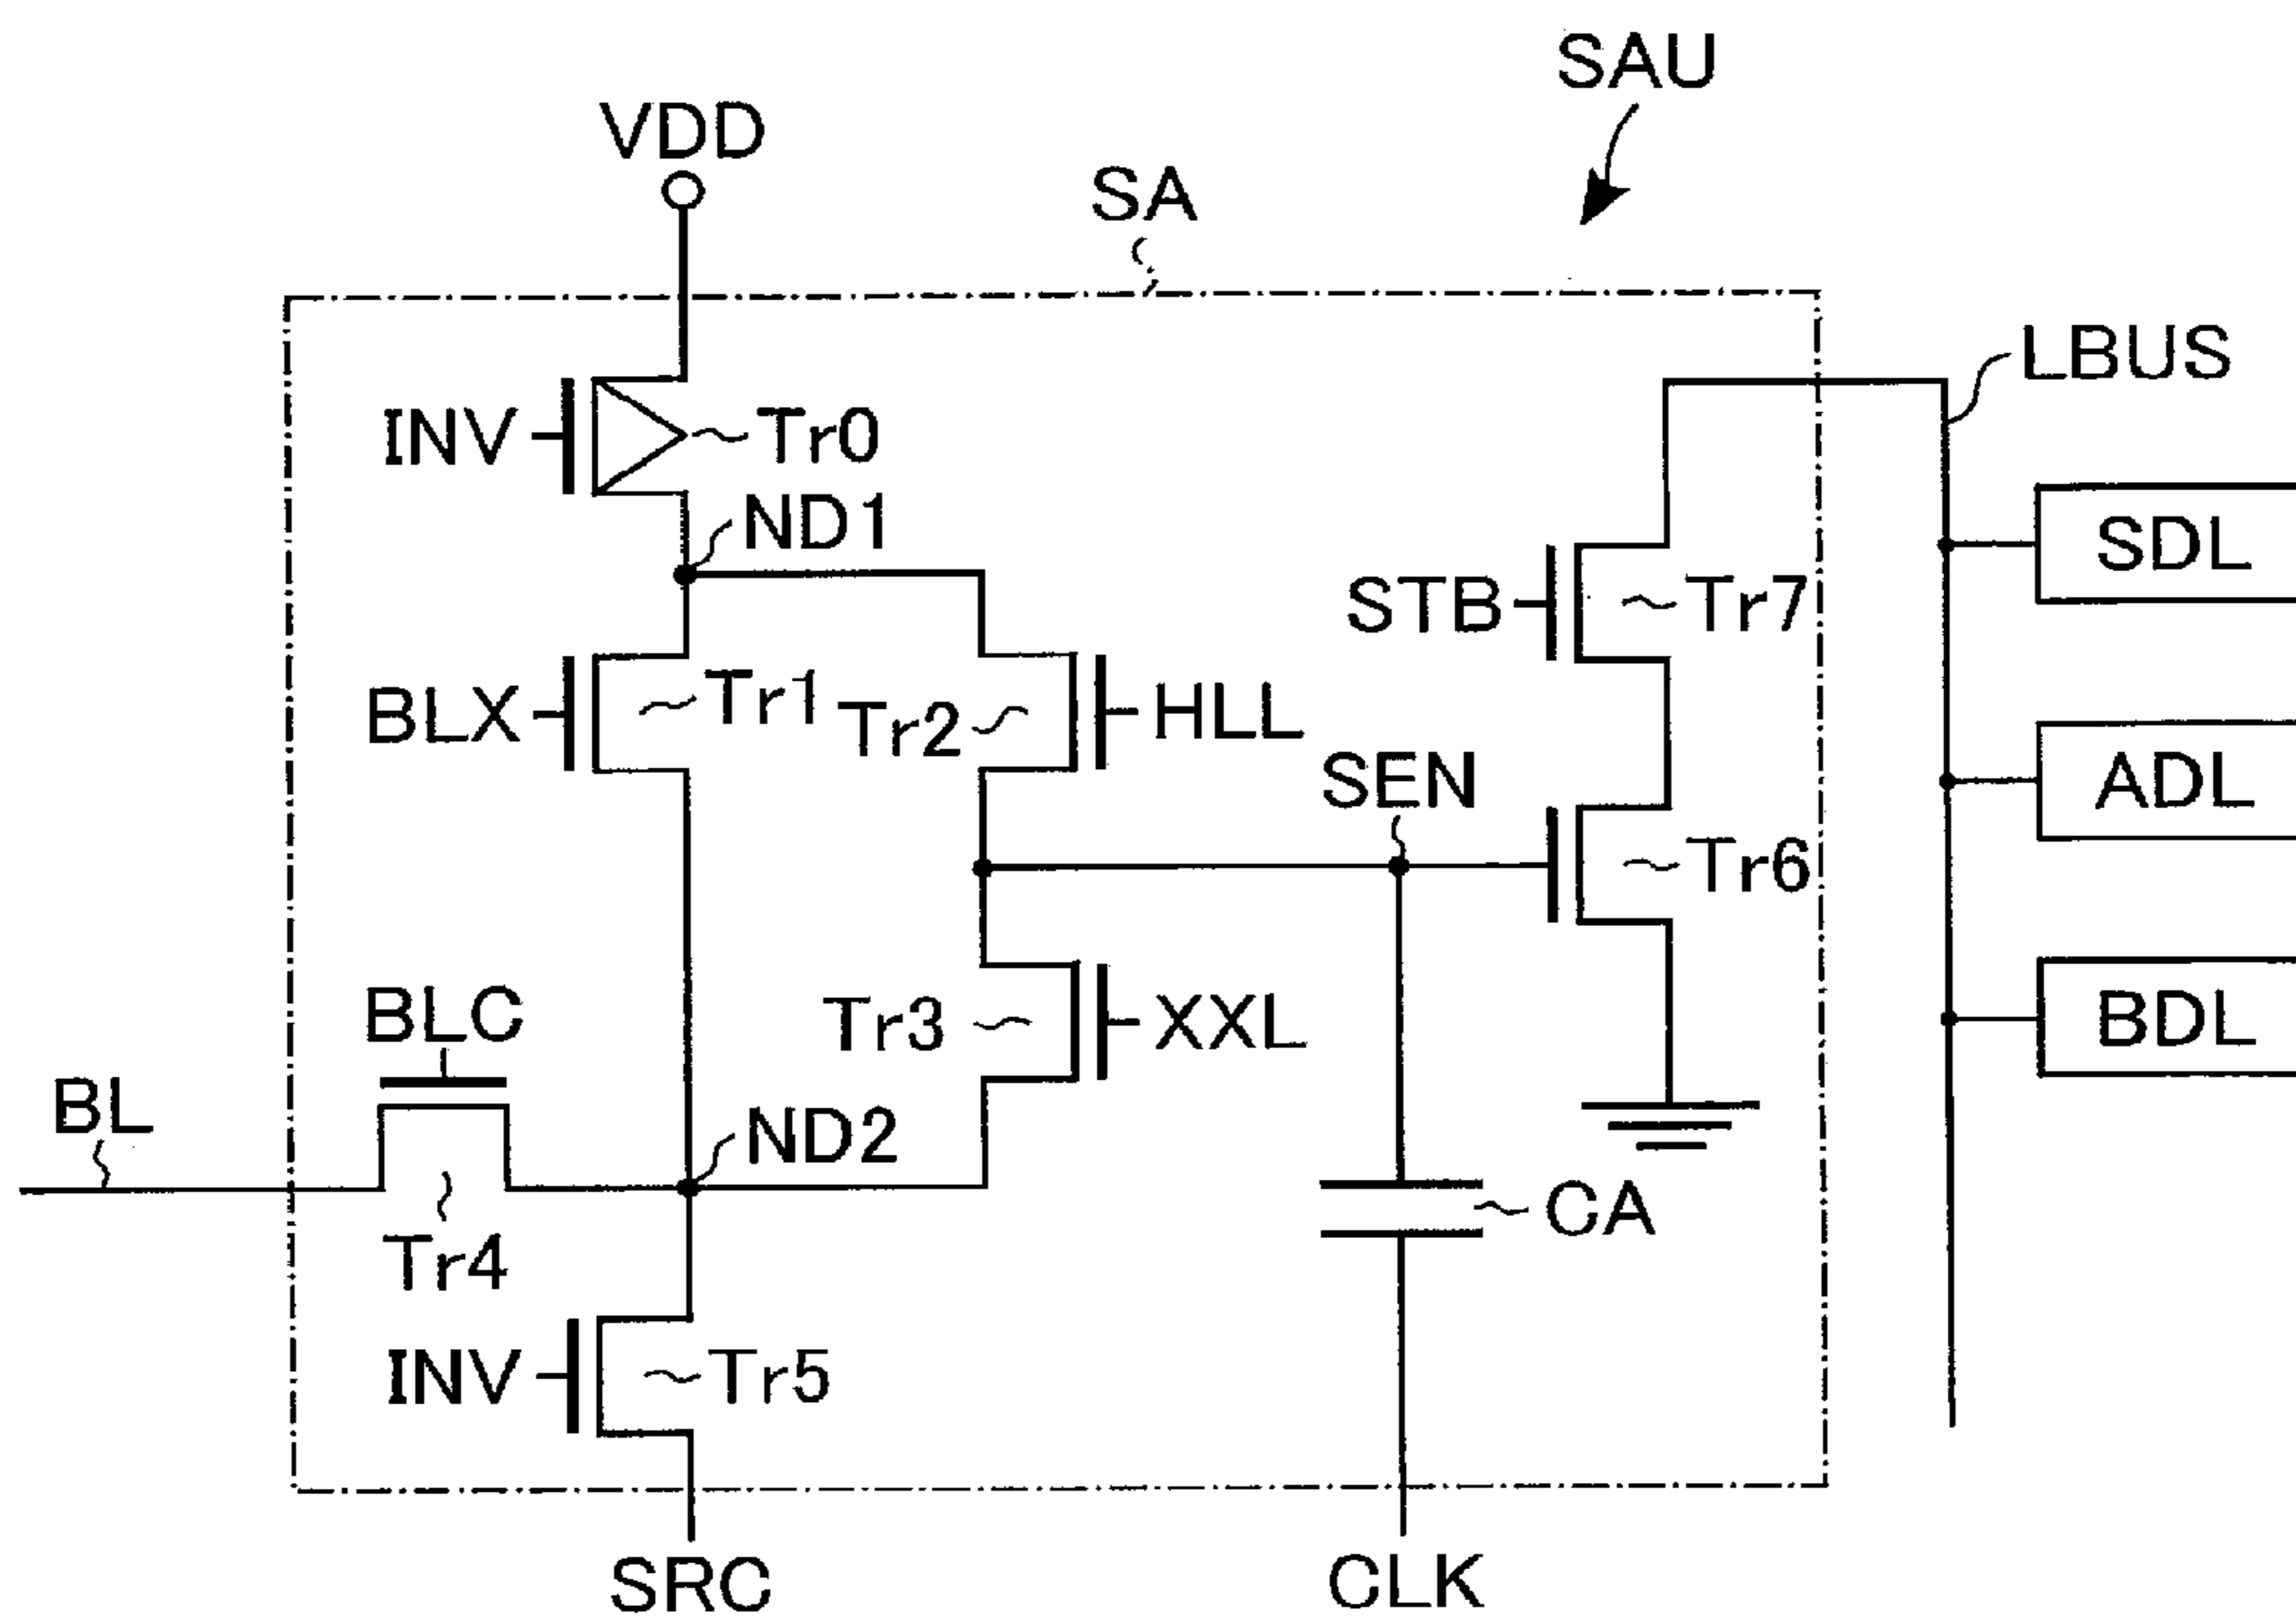 SAU
VDD
SA
LBUS
INV
Tr0
ND1
SDL
STB
Tr7
BLX
Tr1
Tr2
HLL
SEN
ADL
Tr6
BLC
Tr3
XXL
BDL
BL
ND2
CA
Tr4
INV
Tr5
SRC
CLK